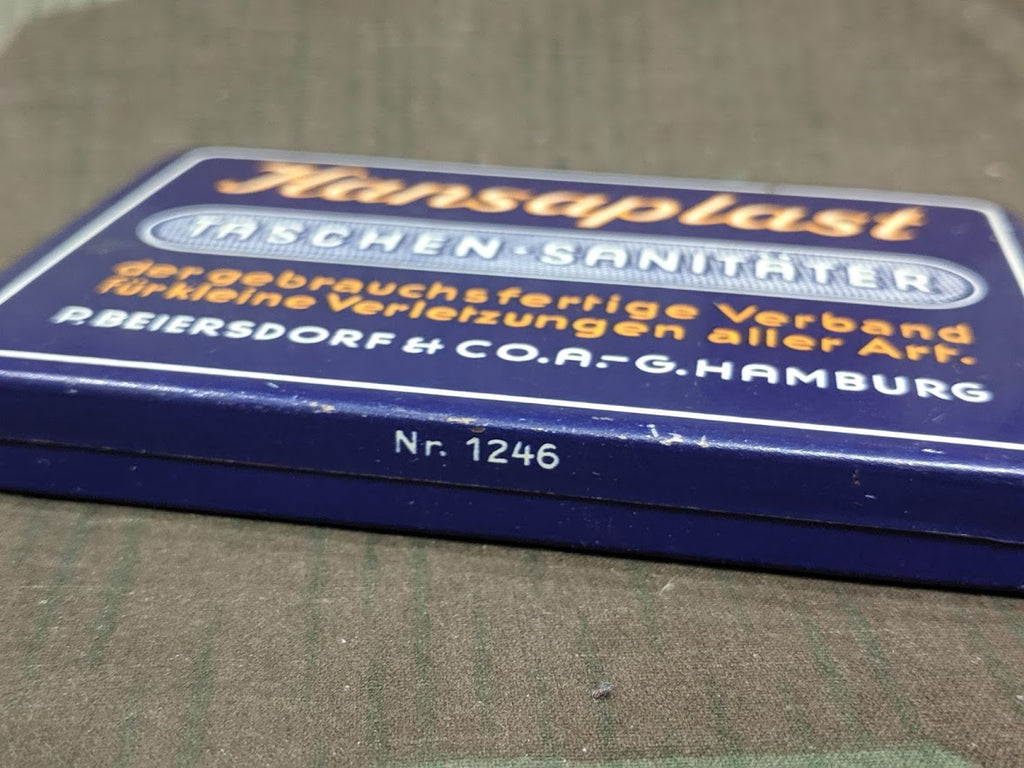 Hansaplast
TASCHEN-SANITÄTER
der gebrauchsfertige Verband
für kleine Verletzungen aller Art.
P. BEIERSDORF & CO. A.-G. HAMBURG
Nr. 1246